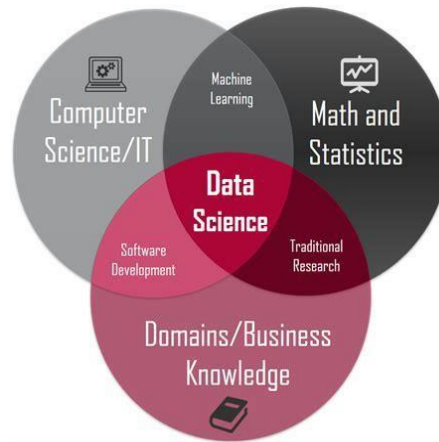 Machine
Learning
Computer
Science/IT
Math and
Statistics
Data
Science
Software
Development
Traditional
Research
Domains/Business
Knowledge